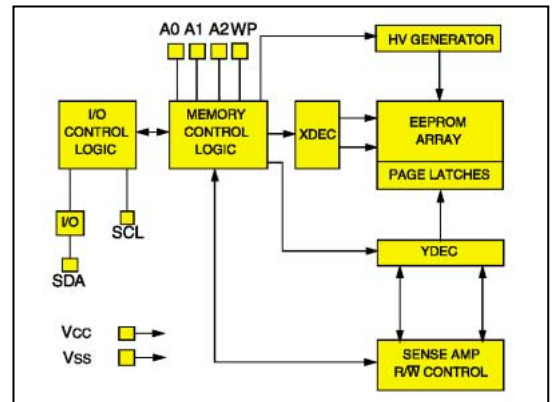 A0 A1 A2 WP
HV GENERATOR
I/O
CONTROL
LOGIC
MEMORY
CONTROL
LOGIC
XDEC
EEPROM
ARRAY
PAGE LATCHES
I/O
SCL
SDA
YDEC
Vcc
Vss
SENSE AMP
R/W̅ CONTROL